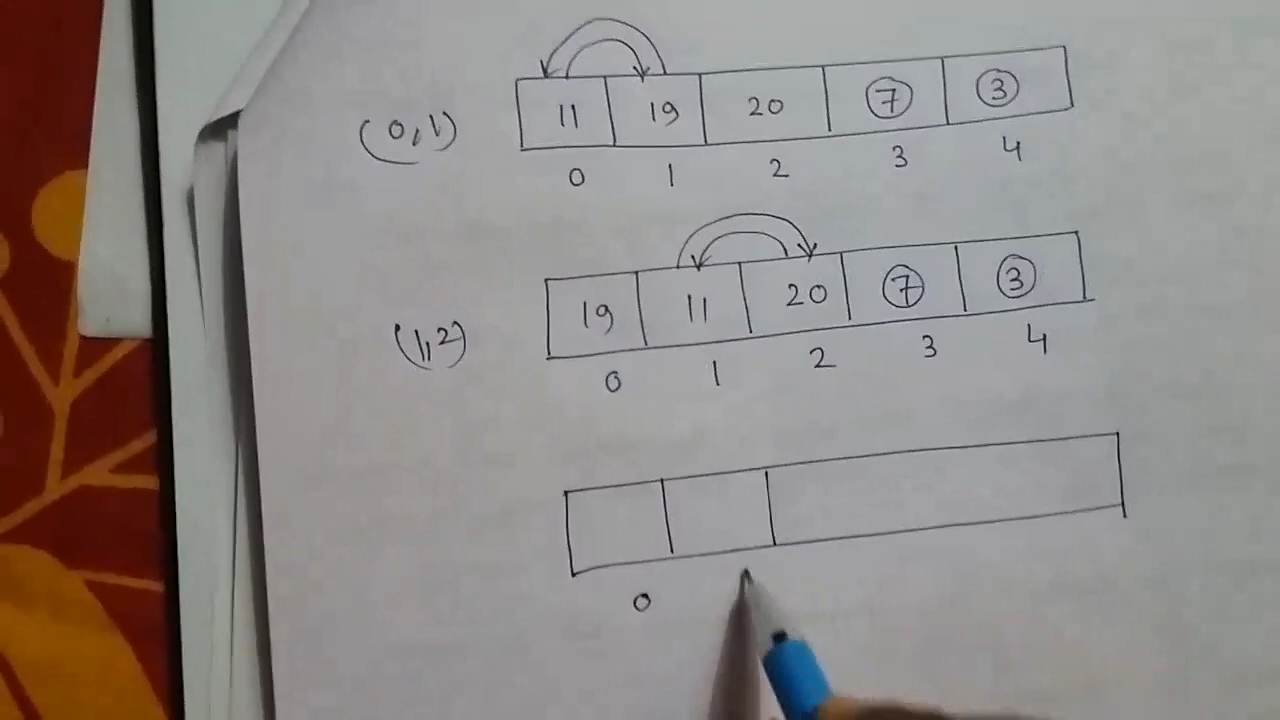 (0,1) 11 19 20 7 3
0 1 2 3 4
(1,2) 19 11 20 7 3
0 1 2 3 4
0